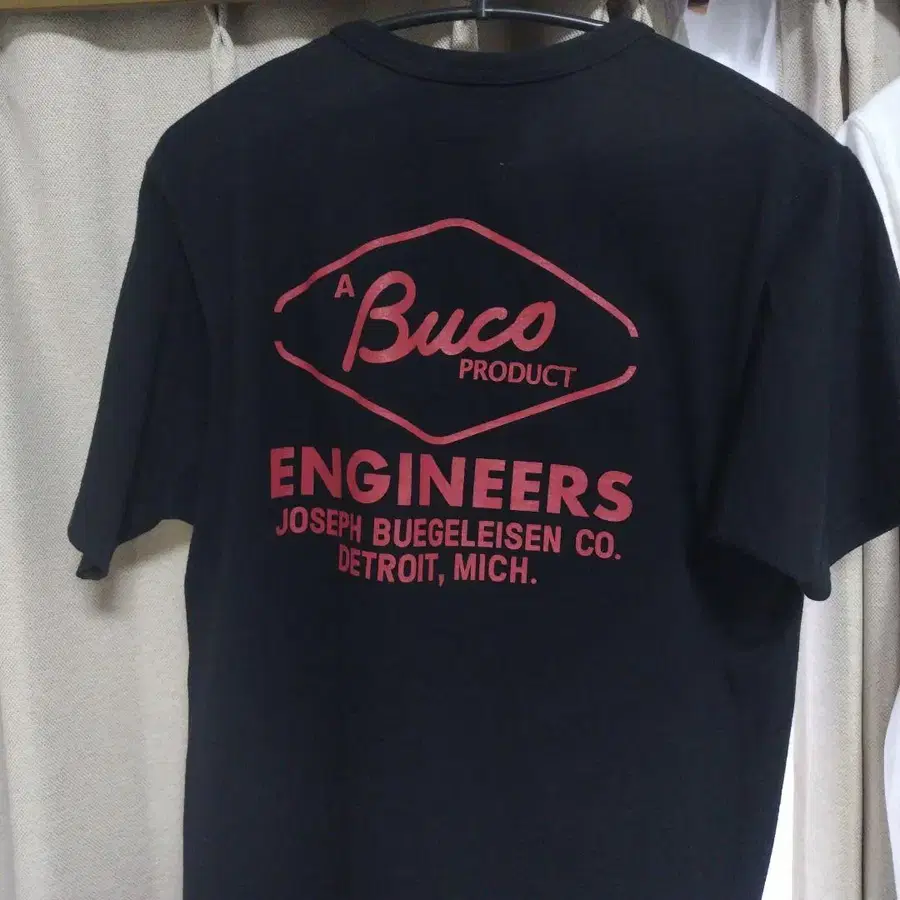 A Buco
PRODUCT
ENGINEERS
JOSEPH BUEGELEISEN CO.
DETROIT, MICH.